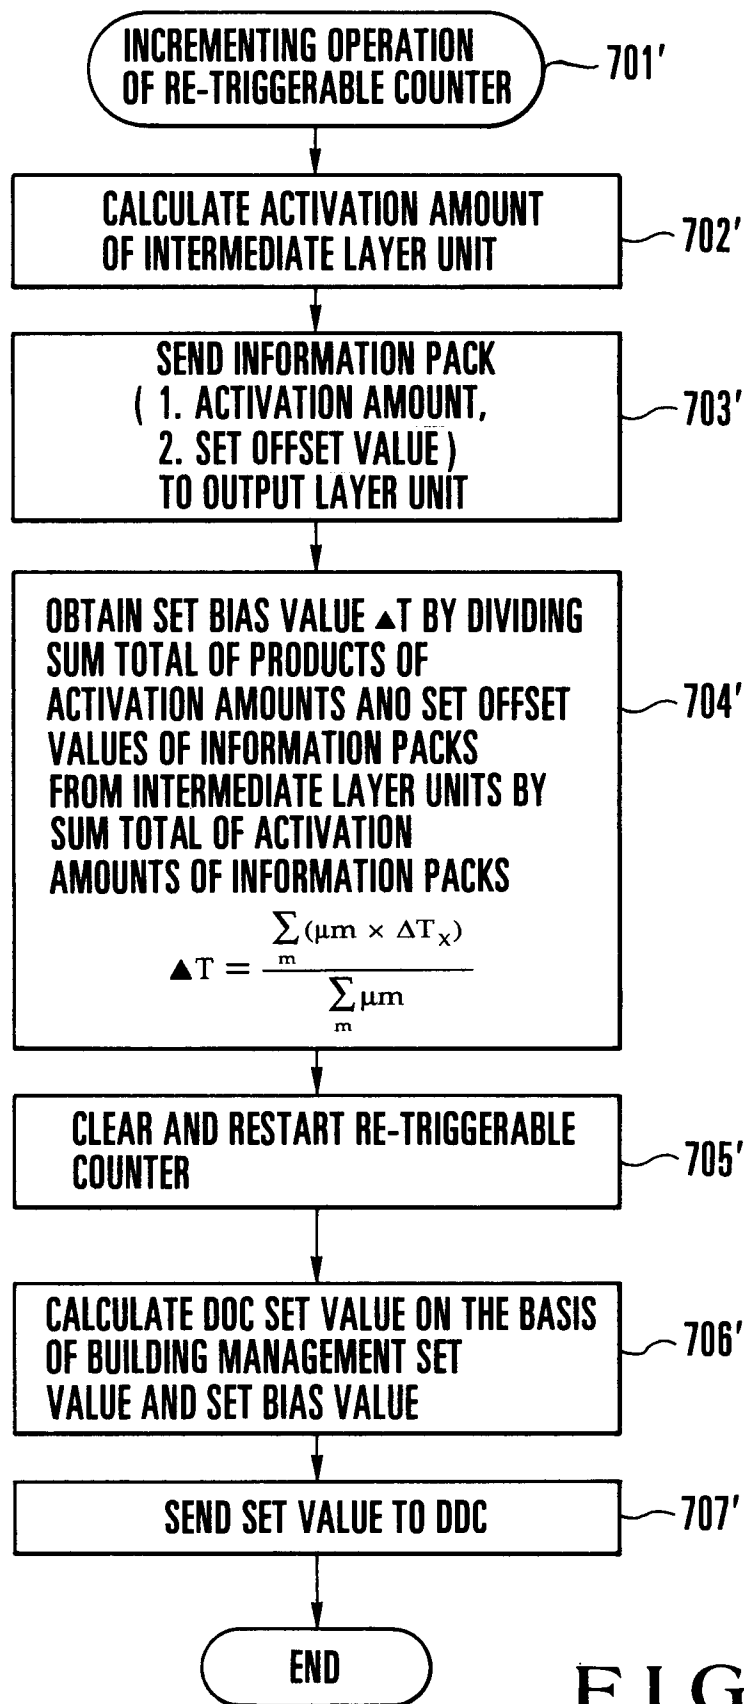 INCREMENTING OPERATION
OF RE-TRIGGERABLE COUNTER
701'
CALCULATE ACTIVATION AMOUNT
OF INTERMEDIATE LAYER UNIT
702'
SEND INFORMATION PACK
( 1. ACTIVATION AMOUNT,
2. SET OFFSET VALUE )
TO OUTPUT LAYER UNIT
703'
OBTAIN SET BIAS VALUE ▲T BY DIVIDING
SUM TOTAL OF PRODUCTS OF
ACTIVATION AMOUNTS AND SET OFFSET
VALUES OF INFORMATION PACKS
FROM INTERMEDIATE LAYER UNITS BY
SUM TOTAL OF ACTIVATION
AMOUNTS OF INFORMATION PACKS
▲T = Σm(μm × ΔTx) / Σm μm
704'
CLEAR AND RESTART RE-TRIGGERABLE
COUNTER
705'
CALCULATE DOC SET VALUE ON THE BASIS
OF BUILDING MANAGEMENT SET
VALUE AND SET BIAS VALUE
706'
SEND SET VALUE TO DDC
707'
END
FIG